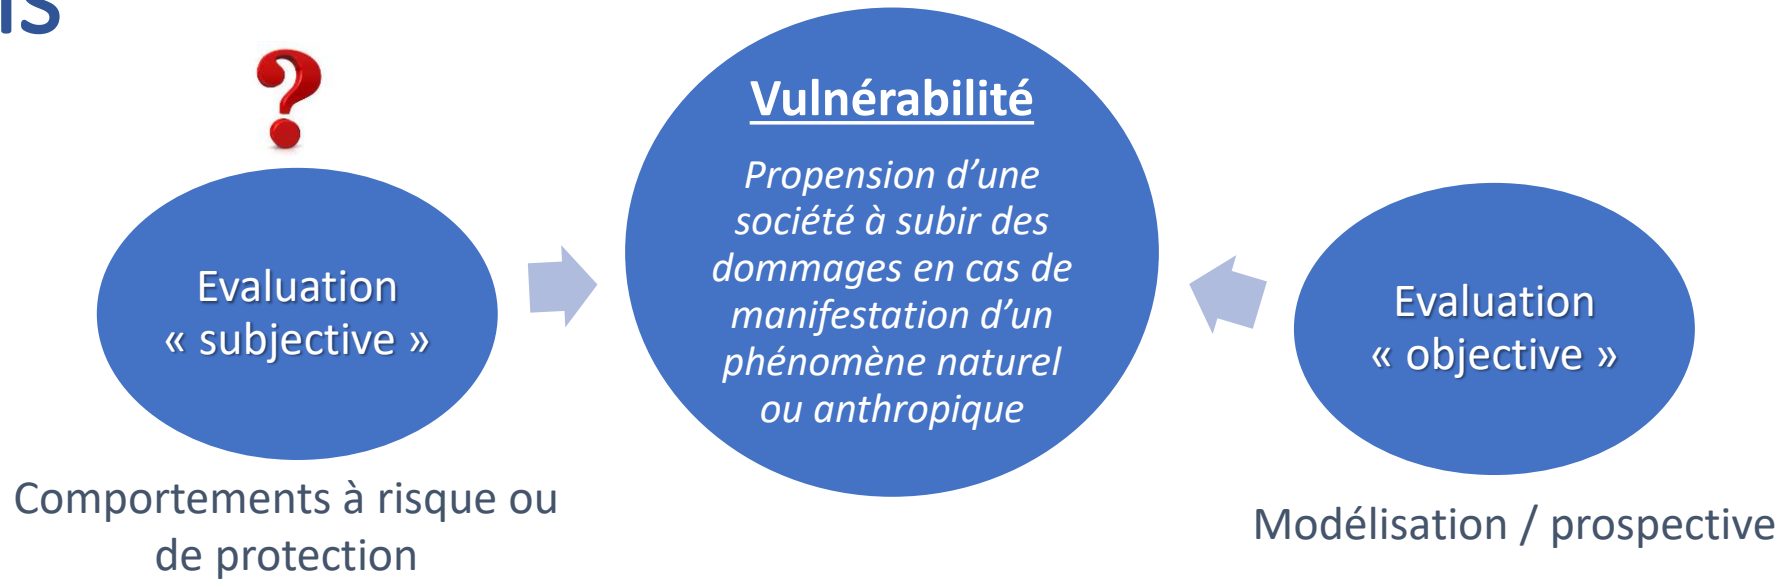 ?
Vulnérabilité
Propension d’une
société à subir des
dommages en cas de
manifestation d’un
phénomène naturel
ou anthropique
Evaluation
« subjective »
Evaluation
« objective »
Comportements à risque ou
de protection
Modélisation / prospective